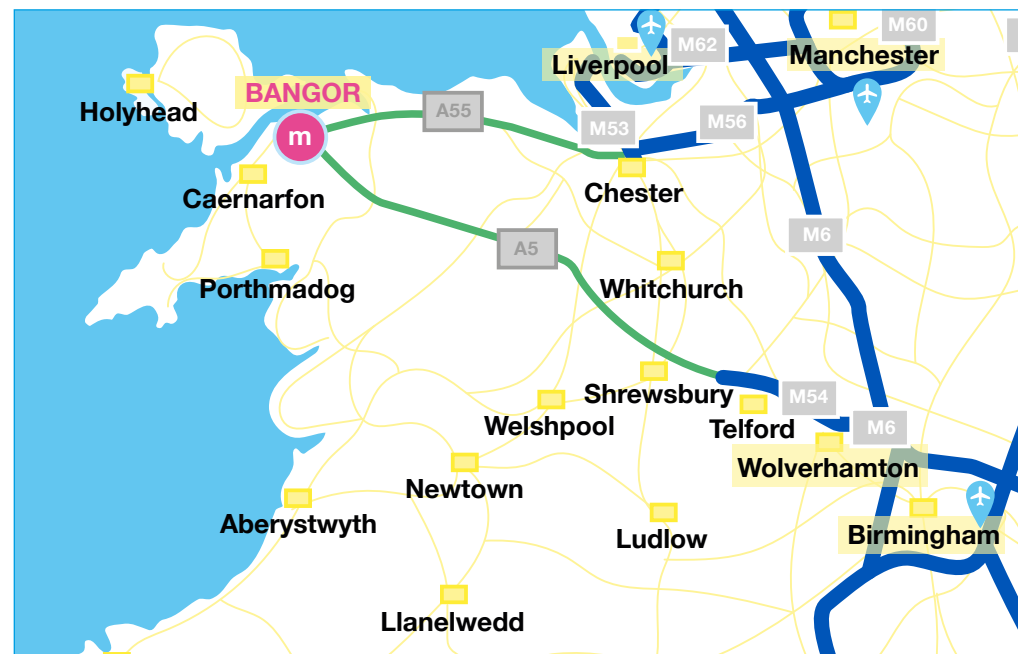 M60
Manchester
M62
Liverpool
BANGOR
A55
Holyhead
M53
M56
m
Caernarfon
Chester
M6
A5
Porthmadog
Whitchurch
Shrewsbury
M54
Telford
M6
Welshpool
Wolverhamton
Newtown
Aberystwyth
Ludlow
Birmingham
Llanelwedd